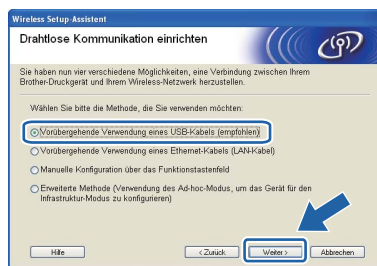 Wireless Setup-Assistent
Drahtlose Kommunikation einrichten
Sie haben nun vier verschiedene Möglichkeiten, eine Verbindung zwischen Ihrem
Brother-Druckgerät und Ihrem Wireless-Netzwerk herzustellen.
Wählen Sie bitte die Methode, die Sie verwenden möchten:
Vorübergehende Verwendung eines USB-Kabels (empfohlen)
Vorübergehende Verwendung eines Ethernet-Kabels (LAN-Kabel)
Manuelle Konfiguration über das Funktionstastenfeld
Erweiterte Methode (Verwendung des Ad-hoc-Modus, um das Gerät für den
Infrastruktur-Modus zu konfigurieren)
Hilfe < Zurück Weiter > Abbrechen